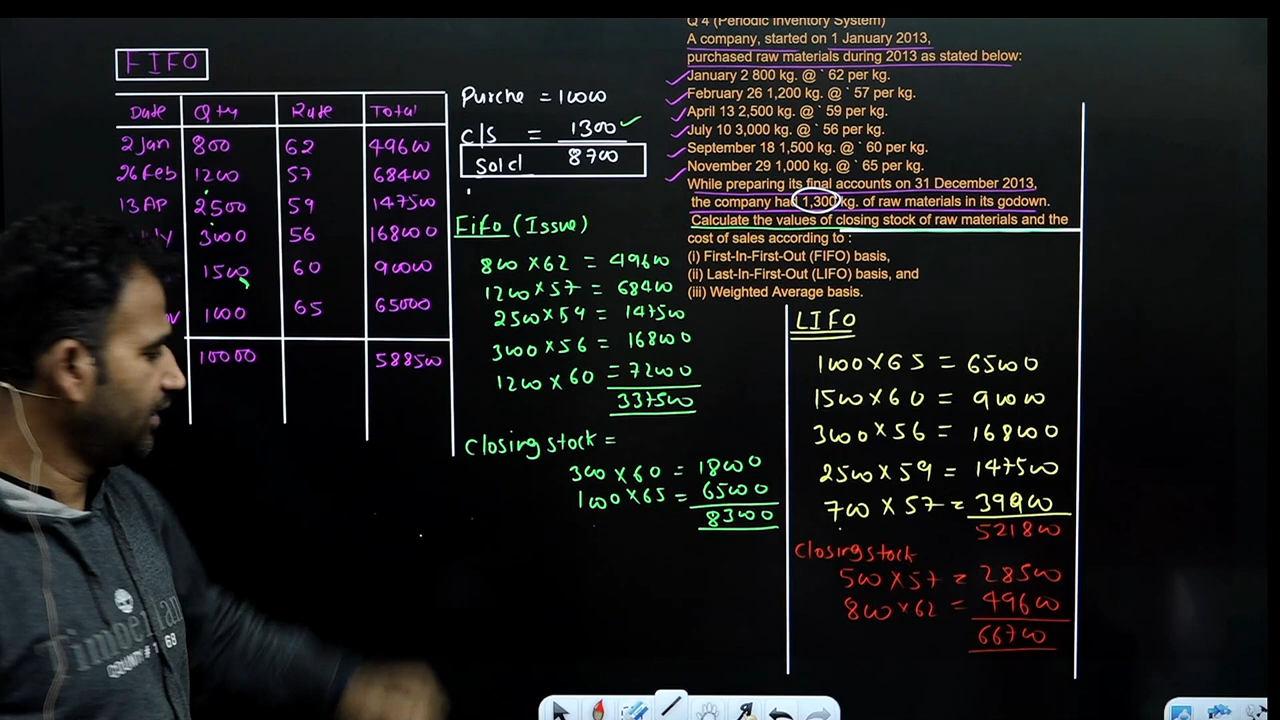 FIFO
Date Qty Rate Total
2 Jan 800 62 49600
26 Feb 1200 57 68400
13 AP 2500 59 147500
3000 56 168000
1500 60 90000
1000 65 65000
10000 588500
Purche = 10000
C/S = 1300
Sold 8700
Fifo (Issue)
800 × 62 = 49600
1200 × 57 = 68400
2500 × 59 = 147500
3000 × 56 = 168000
1200 × 60 = 72000
337500
Closing stock =
300 × 60 = 18000
1000 × 65 = 65000
83000
Q 4 (Periodic Inventory System)
A company, started on 1 January 2013,
purchased raw materials during 2013 as stated below:
January 2 800 kg. @ ` 62 per kg.
February 26 1,200 kg. @ ` 57 per kg.
April 13 2,500 kg. @ ` 59 per kg.
July 10 3,000 kg. @ ` 56 per kg.
September 18 1,500 kg. @ ` 60 per kg.
November 29 1,000 kg. @ ` 65 per kg.
While preparing its final accounts on 31 December 2013,
the company had 1,300 kg. of raw materials in its godown.
Calculate the values of closing stock of raw materials and the
cost of sales according to :
(i) First-In-First-Out (FIFO) basis,
(ii) Last-In-First-Out (LIFO) basis, and
(iii) Weighted Average basis.
LIFO
1000 × 65 = 65000
1500 × 60 = 90000
3000 × 56 = 168000
2500 × 59 = 147500
700 × 57 = 39900
521800
Closing stock
500 × 57 = 28500
800 × 62 = 49600
66700